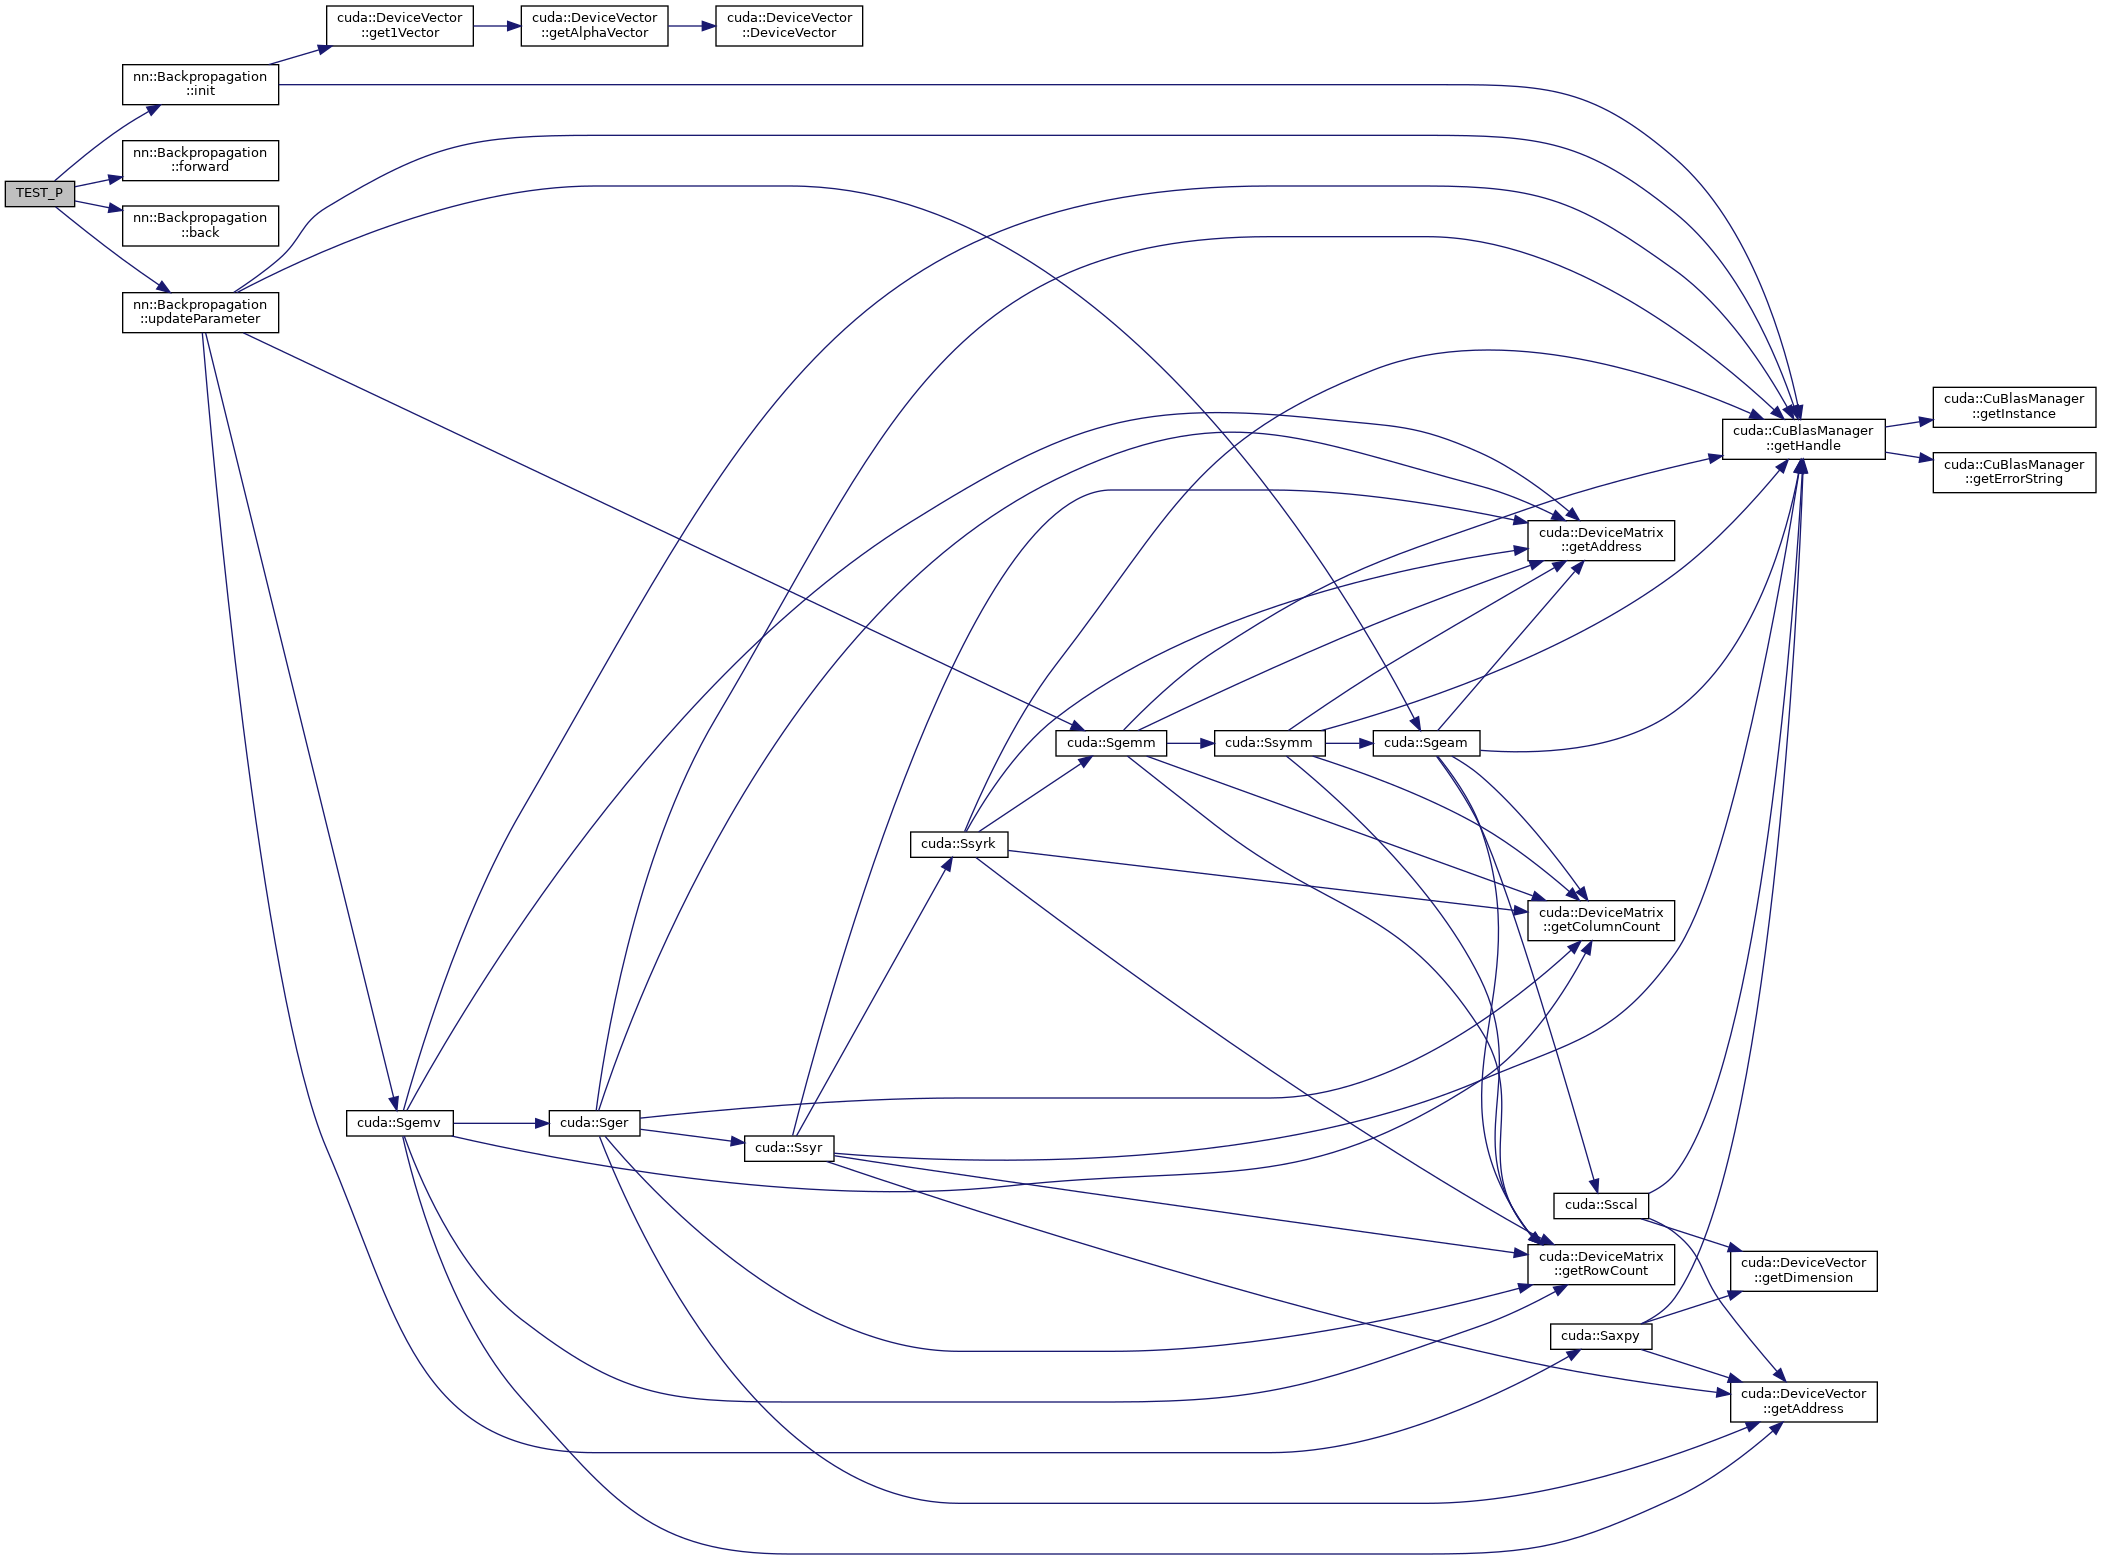 cuda::DeviceVector
::get1Vector
cuda::DeviceVector
::getAlphaVector
cuda::DeviceVector
::DeviceVector
nn::Backpropagation
::init
nn::Backpropagation
::forward
TEST_P
nn::Backpropagation
::back
nn::Backpropagation
::updateParameter
cuda::CuBlasManager
::getInstance
cuda::CuBlasManager
::getHandle
cuda::CuBlasManager
::getErrorString
cuda::DeviceMatrix
::getAddress
cuda::Sgemm
cuda::Ssymm
cuda::Sgeam
cuda::Ssyrk
cuda::DeviceMatrix
::getColumnCount
cuda::Sgemv
cuda::Sger
cuda::Ssyr
cuda::Sscal
cuda::DeviceMatrix
::getRowCount
cuda::DeviceVector
::getDimension
cuda::Saxpy
cuda::DeviceVector
::getAddress